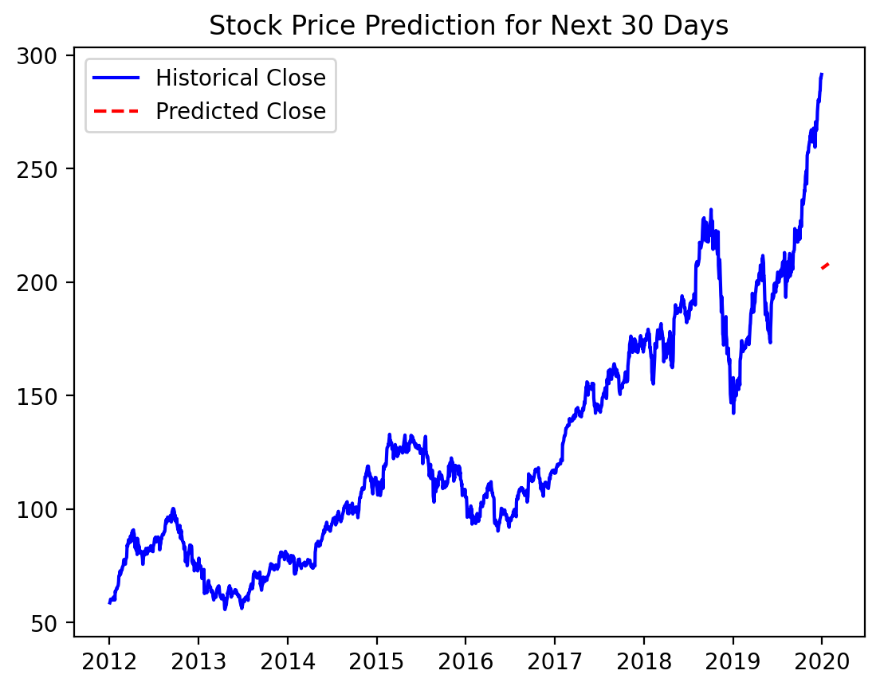 Stock Price Prediction for Next 30 Days
Historical Close
Predicted Close
300
250
200
150
100
50
2012 2013 2014 2015 2016 2017 2018 2019 2020